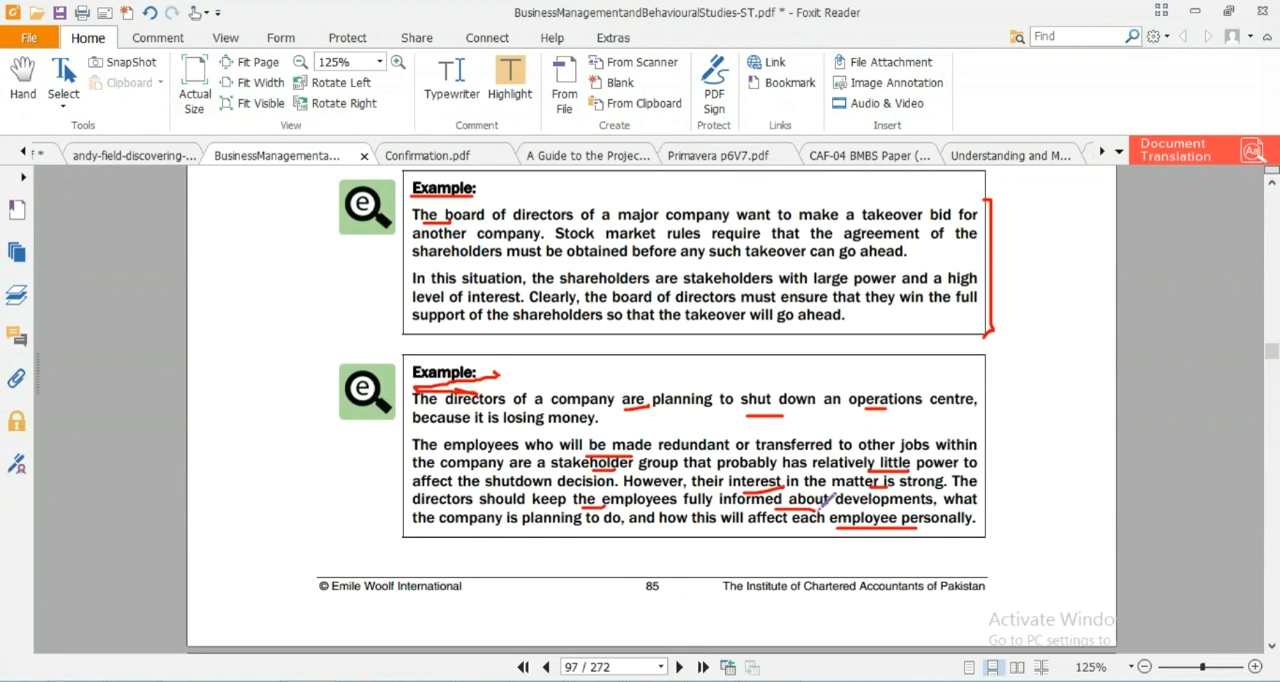 BusinessManagementandBehaviouralStudies-ST.pdf * - Foxit Reader
File Home Comment View Form Protect Share Connect Help Extras Find
SnapShot Fit Page 125% From Scanner Link File Attachment
Clipboard Fit Width Rotate Left Blank Bookmark Image Annotation
Hand Select Actual Size Fit Visible Rotate Right Typewriter Highlight From File From Clipboard PDF Sign Audio & Video
Tools View Comment Create Protect Links Insert
andy-field-discovering-... BusinessManagementa... Confirmation.pdf A Guide to the Projec... Primavera p6V7.pdf CAF-04 BMBS Paper (... Understanding and M... Document Translation
Example:
The board of directors of a major company want to make a takeover bid for
another company. Stock market rules require that the agreement of the
shareholders must be obtained before any such takeover can go ahead.
In this situation, the shareholders are stakeholders with large power and a high
level of interest. Clearly, the board of directors must ensure that they win the full
support of the shareholders so that the takeover will go ahead.
Example:
The directors of a company are planning to shut down an operations centre,
because it is losing money.
The employees who will be made redundant or transferred to other jobs within
the company are a stakeholder group that probably has relatively little power to
affect the shutdown decision. However, their interest in the matter is strong. The
directors should keep the employees fully informed about developments, what
the company is planning to do, and how this will affect each employee personally.
© Emile Woolf International 85 The Institute of Chartered Accountants of Pakistan
Activate Windo
Go to PC settings to
97 / 272 125%